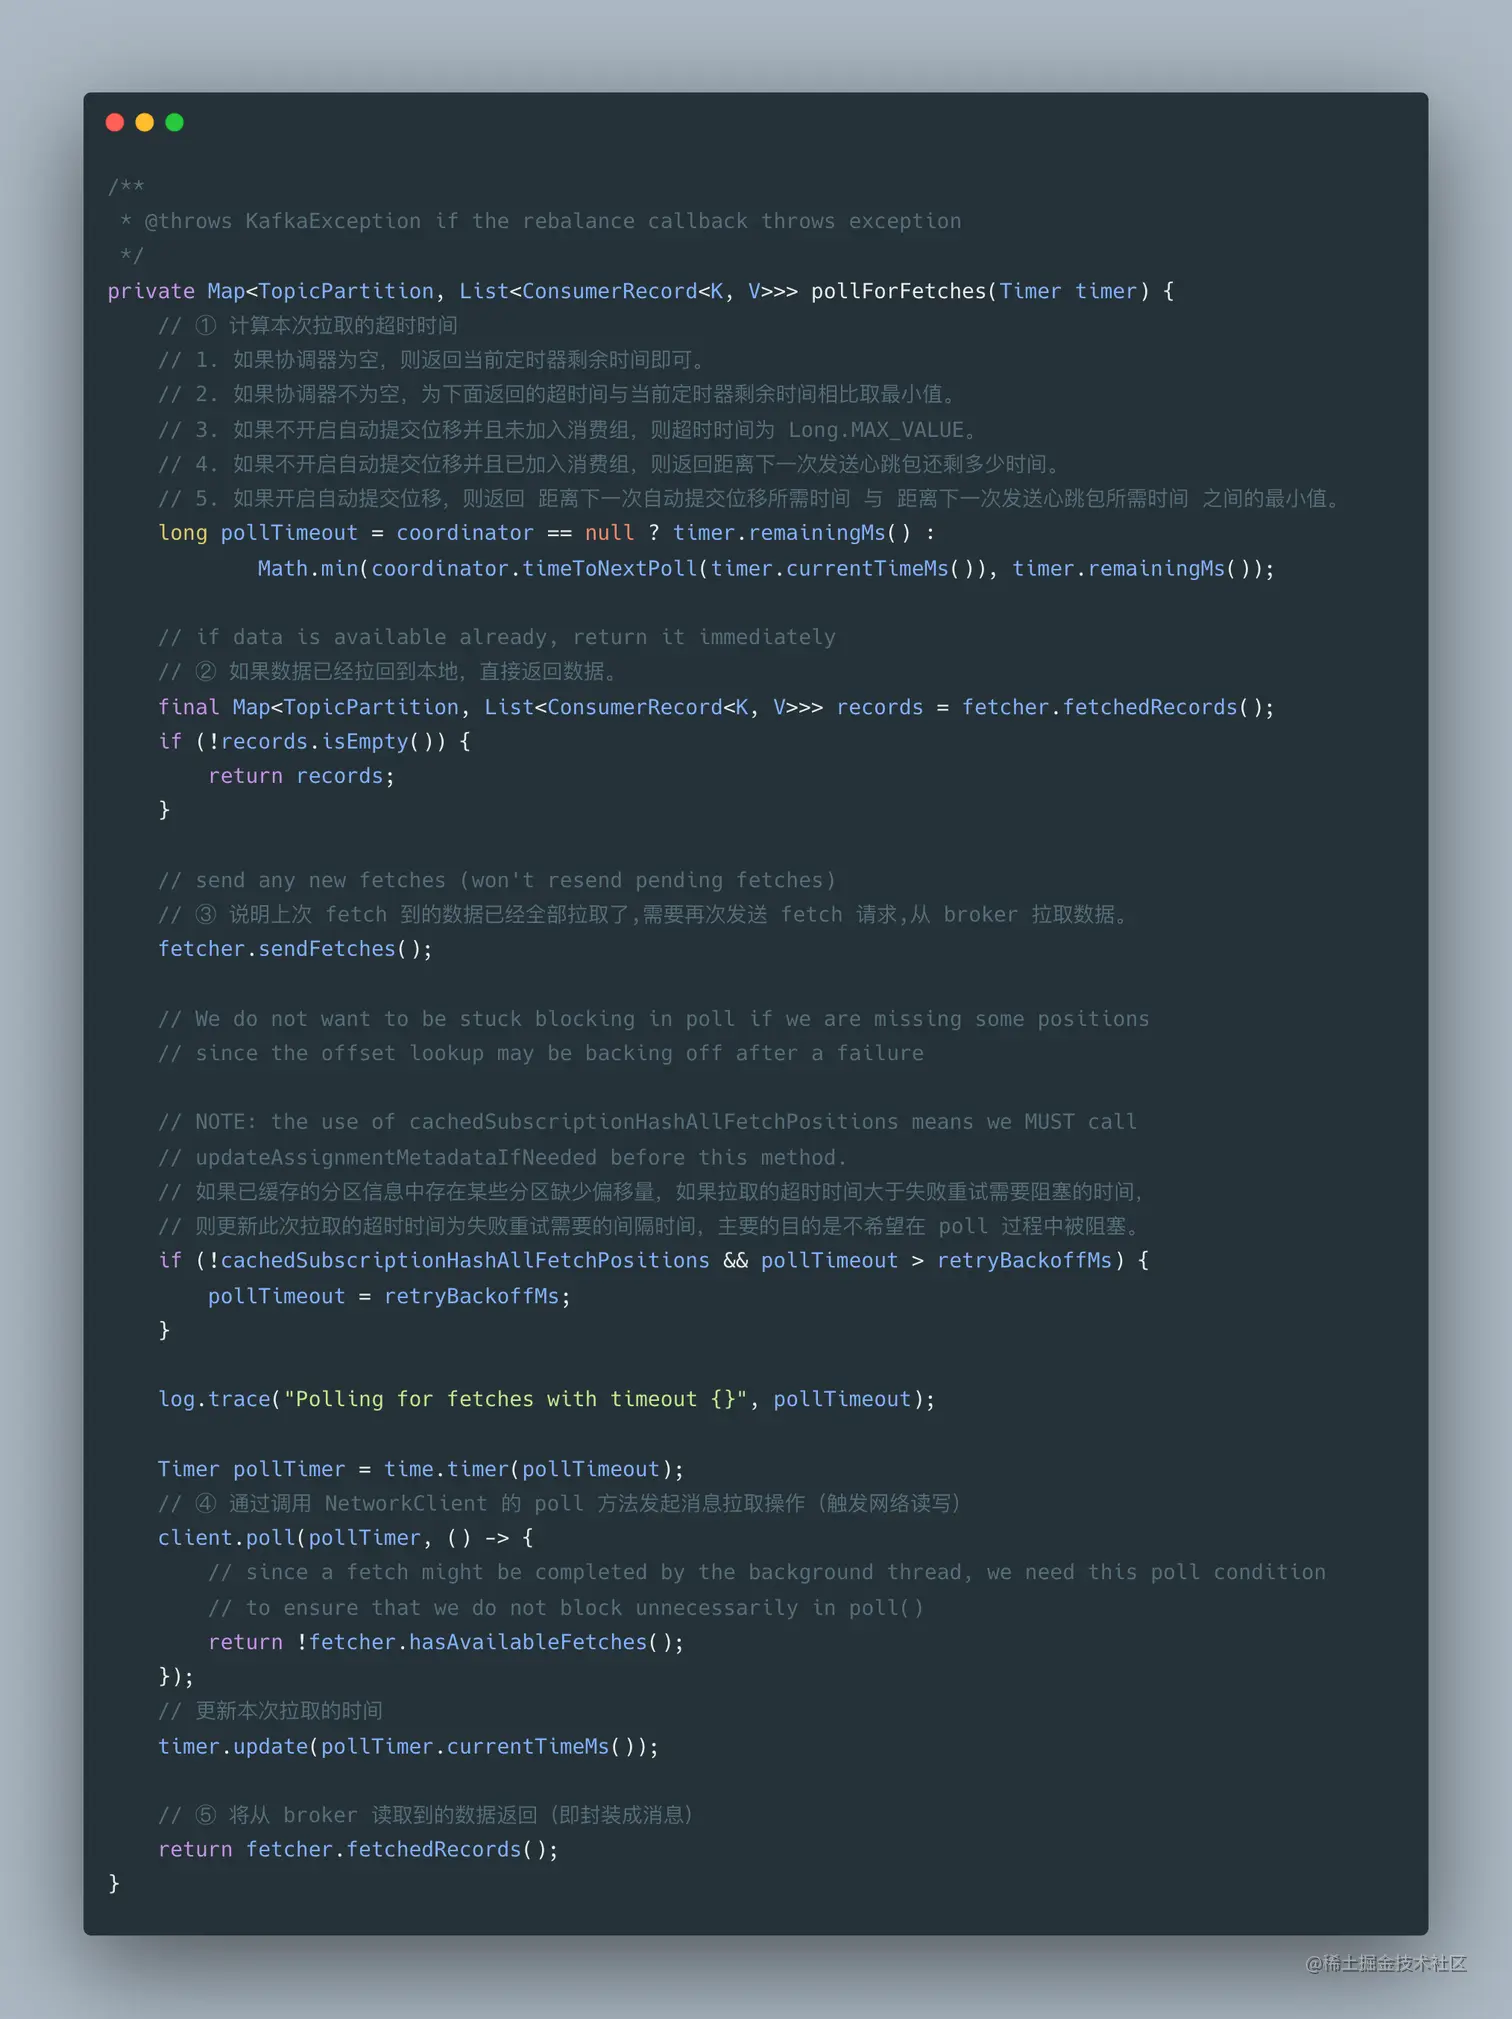 /**
 * @throws KafkaException if the rebalance callback throws exception
 */
private Map<TopicPartition, List<ConsumerRecord<K, V>>> pollForFetches(Timer timer) {
    // ① 计算本次拉取的超时时间
    // 1. 如果协调器为空，则返回当前定时器剩余时间即可。
    // 2. 如果协调器不为空，为下面返回的超时间与当前定时器剩余时间相比取最小值。
    // 3. 如果不开启自动提交位移并且未加入消费组，则超时时间为 Long.MAX_VALUE。
    // 4. 如果不开启自动提交位移并且已加入消费组，则返回距离下一次发送心跳包还剩多少时间。
    // 5. 如果开启自动提交位移，则返回 距离下一次自动提交位移所需时间 与 距离下一次发送心跳包所需时间 之间的最小值。
    long pollTimeout = coordinator == null ? timer.remainingMs() :
            Math.min(coordinator.timeToNextPoll(timer.currentTimeMs()), timer.remainingMs());

    // if data is available already, return it immediately
    // ② 如果数据已经拉回到本地，直接返回数据。
    final Map<TopicPartition, List<ConsumerRecord<K, V>>> records = fetcher.fetchedRecords();
    if (!records.isEmpty()) {
        return records;
    }

    // send any new fetches (won't resend pending fetches)
    // ③ 说明上次 fetch 到的数据已经全部拉取了,需要再次发送 fetch 请求,从 broker 拉取数据。
    fetcher.sendFetches();

    // We do not want to be stuck blocking in poll if we are missing some positions
    // since the offset lookup may be backing off after a failure

    // NOTE: the use of cachedSubscriptionHashAllFetchPositions means we MUST call
    // updateAssignmentMetadataIfNeeded before this method.
    // 如果已缓存的分区信息中存在某些分区缺少偏移量，如果拉取的超时时间大于失败重试需要阻塞的时间，
    // 则更新此次拉取的超时时间为失败重试需要的间隔时间，主要的目的是不希望在 poll 过程中被阻塞。
    if (!cachedSubscriptionHashAllFetchPositions && pollTimeout > retryBackoffMs) {
        pollTimeout = retryBackoffMs;
    }

    log.trace("Polling for fetches with timeout {}", pollTimeout);

    Timer pollTimer = time.timer(pollTimeout);
    // ④ 通过调用 NetworkClient 的 poll 方法发起消息拉取操作（触发网络读写）
    client.poll(pollTimer, () -> {
        // since a fetch might be completed by the background thread, we need this poll condition
        // to ensure that we do not block unnecessarily in poll()
        return !fetcher.hasAvailableFetches();
    });
    // 更新本次拉取的时间
    timer.update(pollTimer.currentTimeMs());

    // ⑤ 将从 broker 读取到的数据返回（即封装成消息）
    return fetcher.fetchedRecords();
}
@稀土掘金技术社区